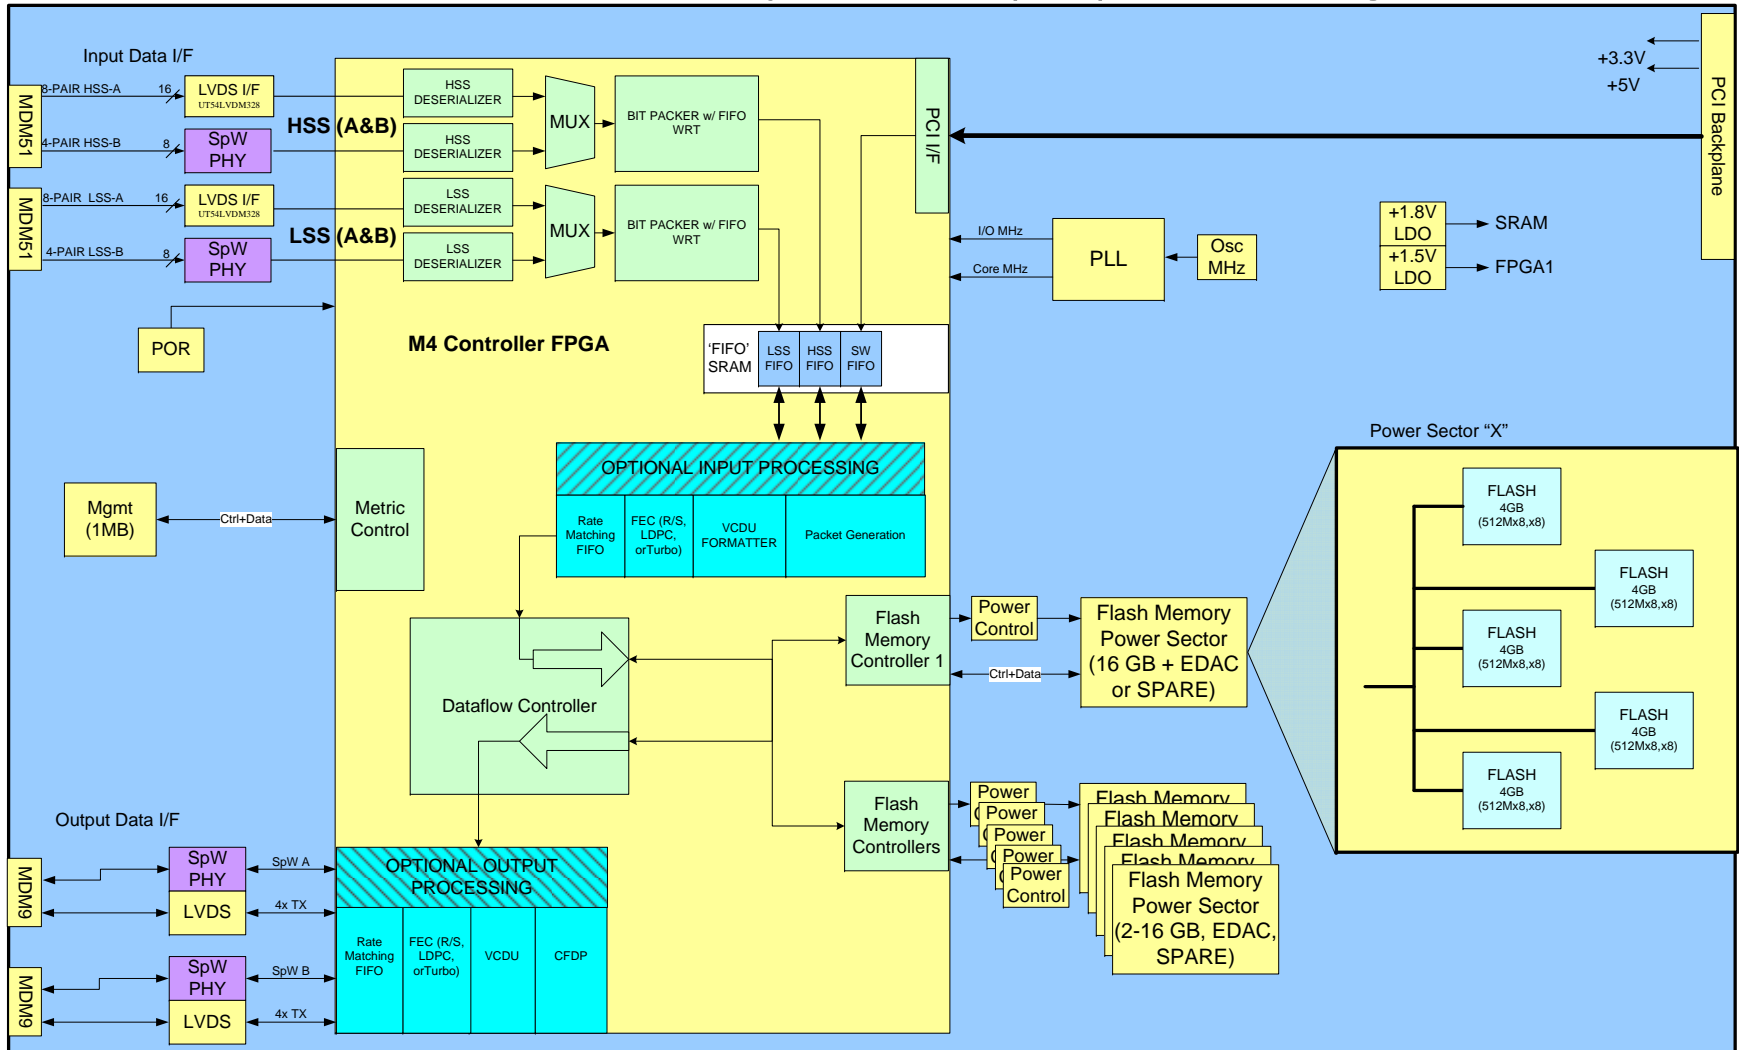 Input Data I/F
MDM51
8-PAIR HSS-A
16
LVDS I/F
UT54LVDM328
4-PAIR HSS-B
8
SpW
PHY
HSS (A&B)
MDM51
8-PAIR LSS-A
16
LVDS I/F
UT54LVDM328
4-PAIR LSS-B
8
SpW
PHY
LSS (A&B)
HSS
DESERIALIZER
HSS
DESERIALIZER
LSS
DESERIALIZER
LSS
DESERIALIZER
MUX
MUX
BIT PACKER w/ FIFO
WRT
BIT PACKER w/ FIFO
WRT
PCI I/F
+3.3V
+5V
PCI Backplane
I/O MHz
Core MHz
PLL
Osc
MHz
+1.8V
LDO
SRAM
+1.5V
LDO
FPGA1
POR
M4 Controller FPGA
'FIFO'
SRAM
LSS
FIFO
HSS
FIFO
SW
FIFO
OPTIONAL INPUT PROCESSING
Rate
Matching
FIFO
FEC (R/S,
LDPC,
orTurbo)
VCDU
FORMATTER
Packet Generation
Mgmt
(1MB)
Ctrl+Data
Metric
Control
Dataflow Controller
Flash
Memory
Controller 1
Power
Control
Ctrl+Data
Flash Memory
Power Sector
(16 GB + EDAC
or SPARE)
Power Sector “X”
FLASH
4GB
(512Mx8,x8)
FLASH
4GB
(512Mx8,x8)
FLASH
4GB
(512Mx8,x8)
FLASH
4GB
(512Mx8,x8)
FLASH
4GB
(512Mx8,x8)
Flash
Memory
Controllers
Power
Power
Power
Power
Power
Control
Flash Memory
Flash Memory
Flash Memory
Flash Memory
Flash Memory
Power Sector
(2-16 GB, EDAC,
SPARE)
Output Data I/F
MDM9
SpW
PHY
SpW A
LVDS
4x TX
MDM9
SpW
PHY
SpW B
LVDS
4x TX
OPTIONAL OUTPUT
PROCESSING
Rate
Matching
FIFO
FEC (R/S,
LDPC,
orTurbo)
VCDU
CFDP